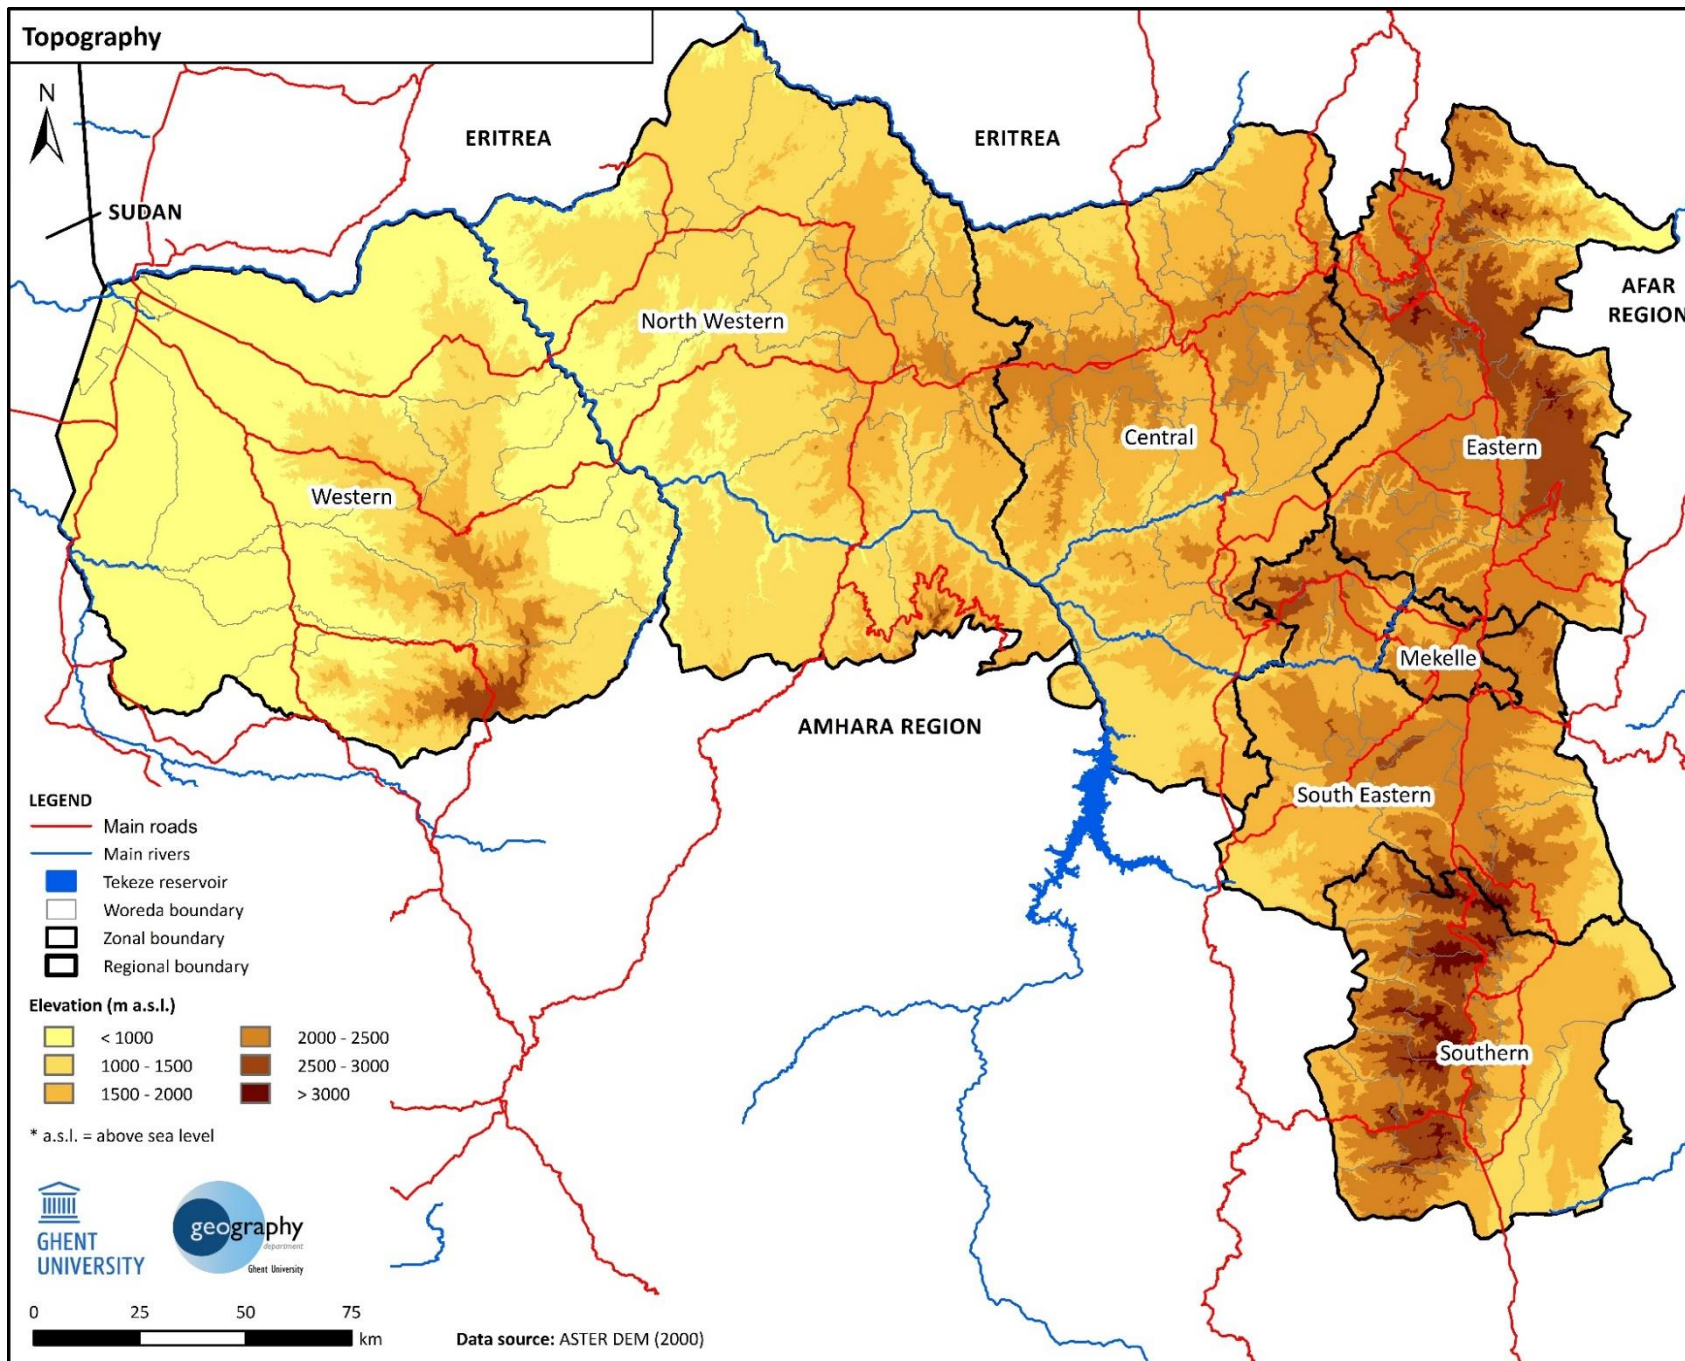 Topography
N
ERITREA
ERITREA
SUDAN
AFAR
REGION
North Western
Central
Eastern
Western
Mekelle
AMHARA REGION
South Eastern
Southern
LEGEND
Main roads
Main rivers
Tekeze reservoir
Woreda boundary
Zonal boundary
Regional boundary
Elevation (m a.s.l.)
< 1000
2000 - 2500
1000 - 1500
2500 - 3000
1500 - 2000
> 3000
* a.s.l. = above sea level
GHENT
UNIVERSITY
geography
department
Ghent University
0 25 50 75
km
Data source: ASTER DEM (2000)